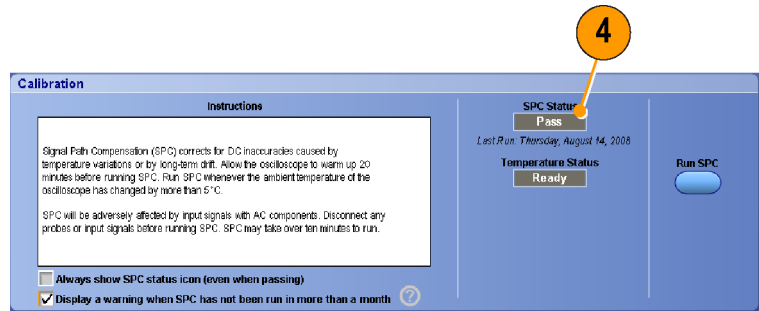 4
Calibration
Instructions
Signal Path Compensation (SPC) corrects for DC inaccuracies caused by
temperature variations or by long-term drift. Allow the oscilloscope to warm up 20
minutes before running SPC. Run SPC whenever the ambient temperature of the
oscilloscope has changed by more than 5°C.
SPC will be adversely affected by input signals with AC components. Disconnect any
probes or input signals before running SPC. SPC may take over ten minutes to run.
Always show SPC status icon (even when passing)
Display a warning when SPC has not been run in more than a month ?
SPC Status
Pass
Last Run: Thursday, August 14, 2008
Temperature Status
Ready
Run SPC